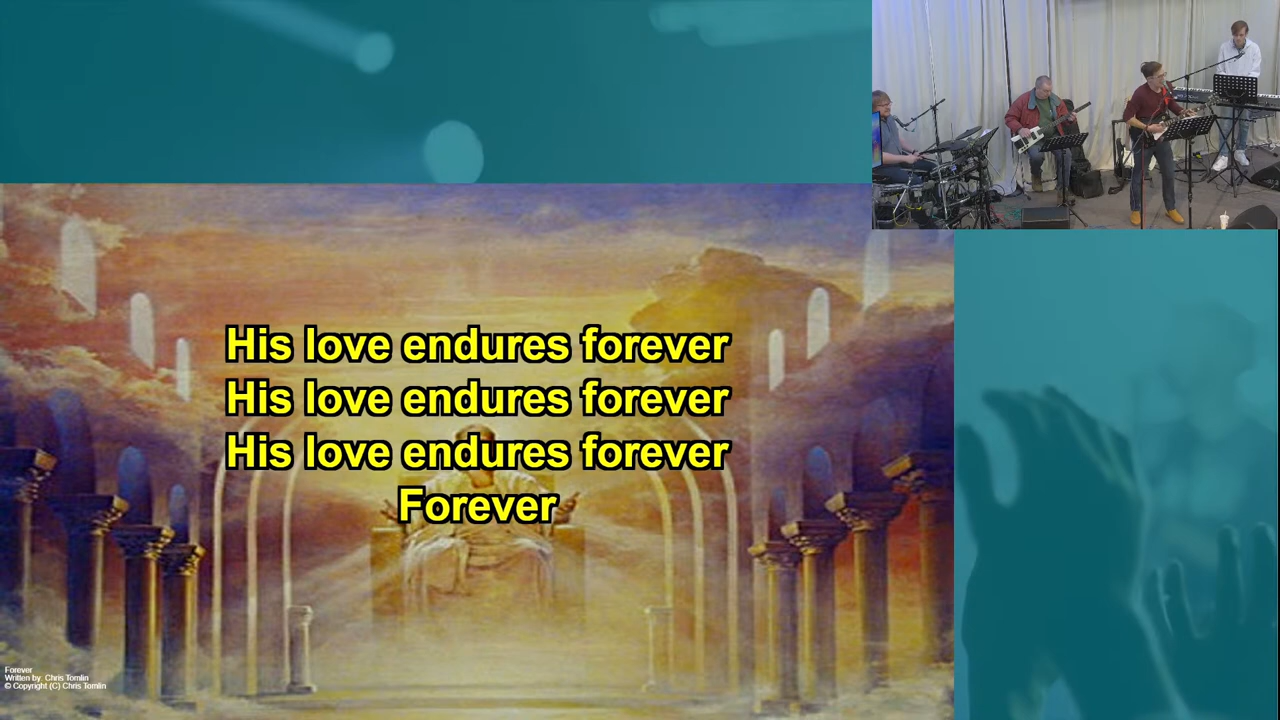 His love endures forever
His love endures forever
His love endures forever
Forever
Forever
Written by: Chris Tomlin
© Copyright (C) Chris Tomlin